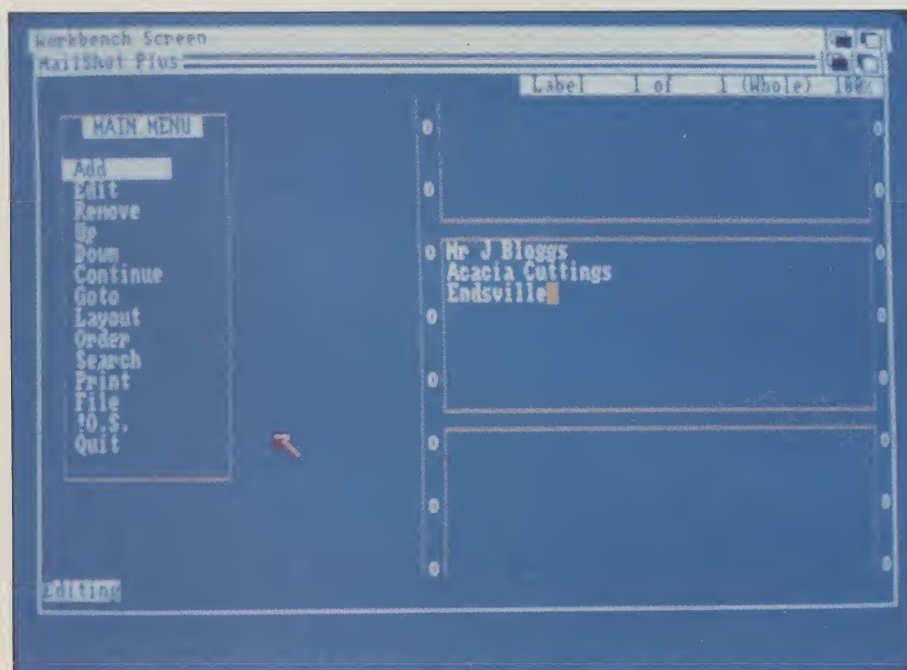 Workbench Screen
MailShot Plus
Label 1 of 1 (Whole) 100%
MAIN MENU
Add
Edit
Remove
Up
Down
Continue
Goto
Layout
Order
Search
Print
File
!O.S.
Quit
Mr J Bloggs
Acacia Cuttings
Endsville
Editing